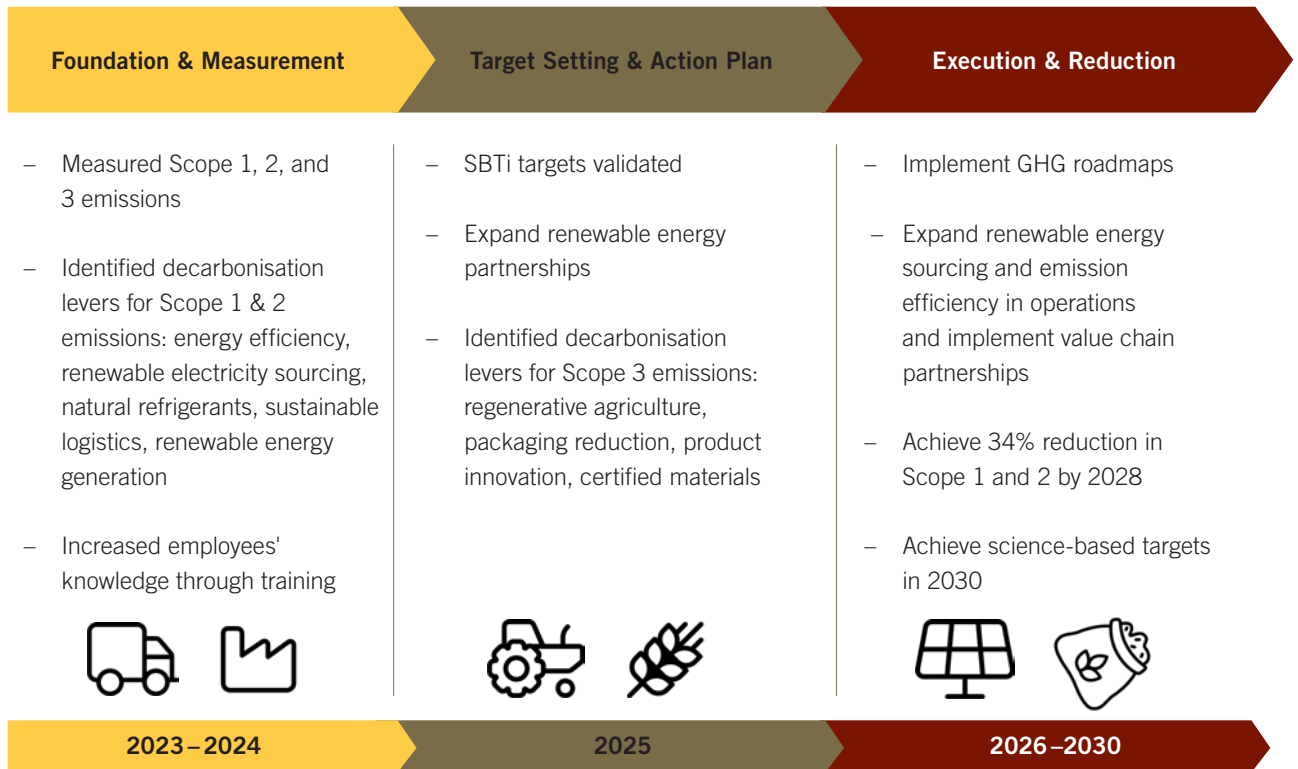 Foundation & Measurement
Target Setting & Action Plan
Execution & Reduction
– Measured Scope 1, 2, and
3 emissions
– Identified decarbonisation
levers for Scope 1 & 2
emissions: energy efficiency,
renewable electricity sourcing,
natural refrigerants, sustainable
logistics, renewable energy
generation
– Increased employees'
knowledge through training
– SBTi targets validated
– Expand renewable energy
partnerships
– Identified decarbonisation
levers for Scope 3 emissions:
regenerative agriculture,
packaging reduction, product
innovation, certified materials
– Implement GHG roadmaps
– Expand renewable energy
sourcing and emission
efficiency in operations
and implement value chain
partnerships
– Achieve 34% reduction in
Scope 1 and 2 by 2028
– Achieve science-based targets
in 2030
2023–2024
2025
2026–2030